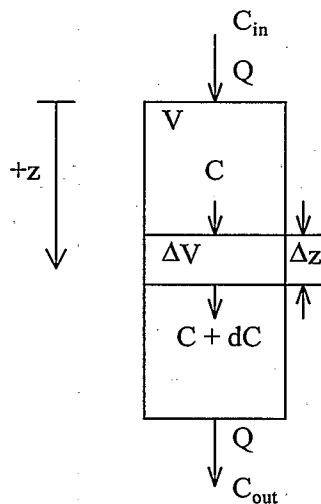 C_in
Q
V
+z
C
ΔV Δz
C + dC
Q
C_out